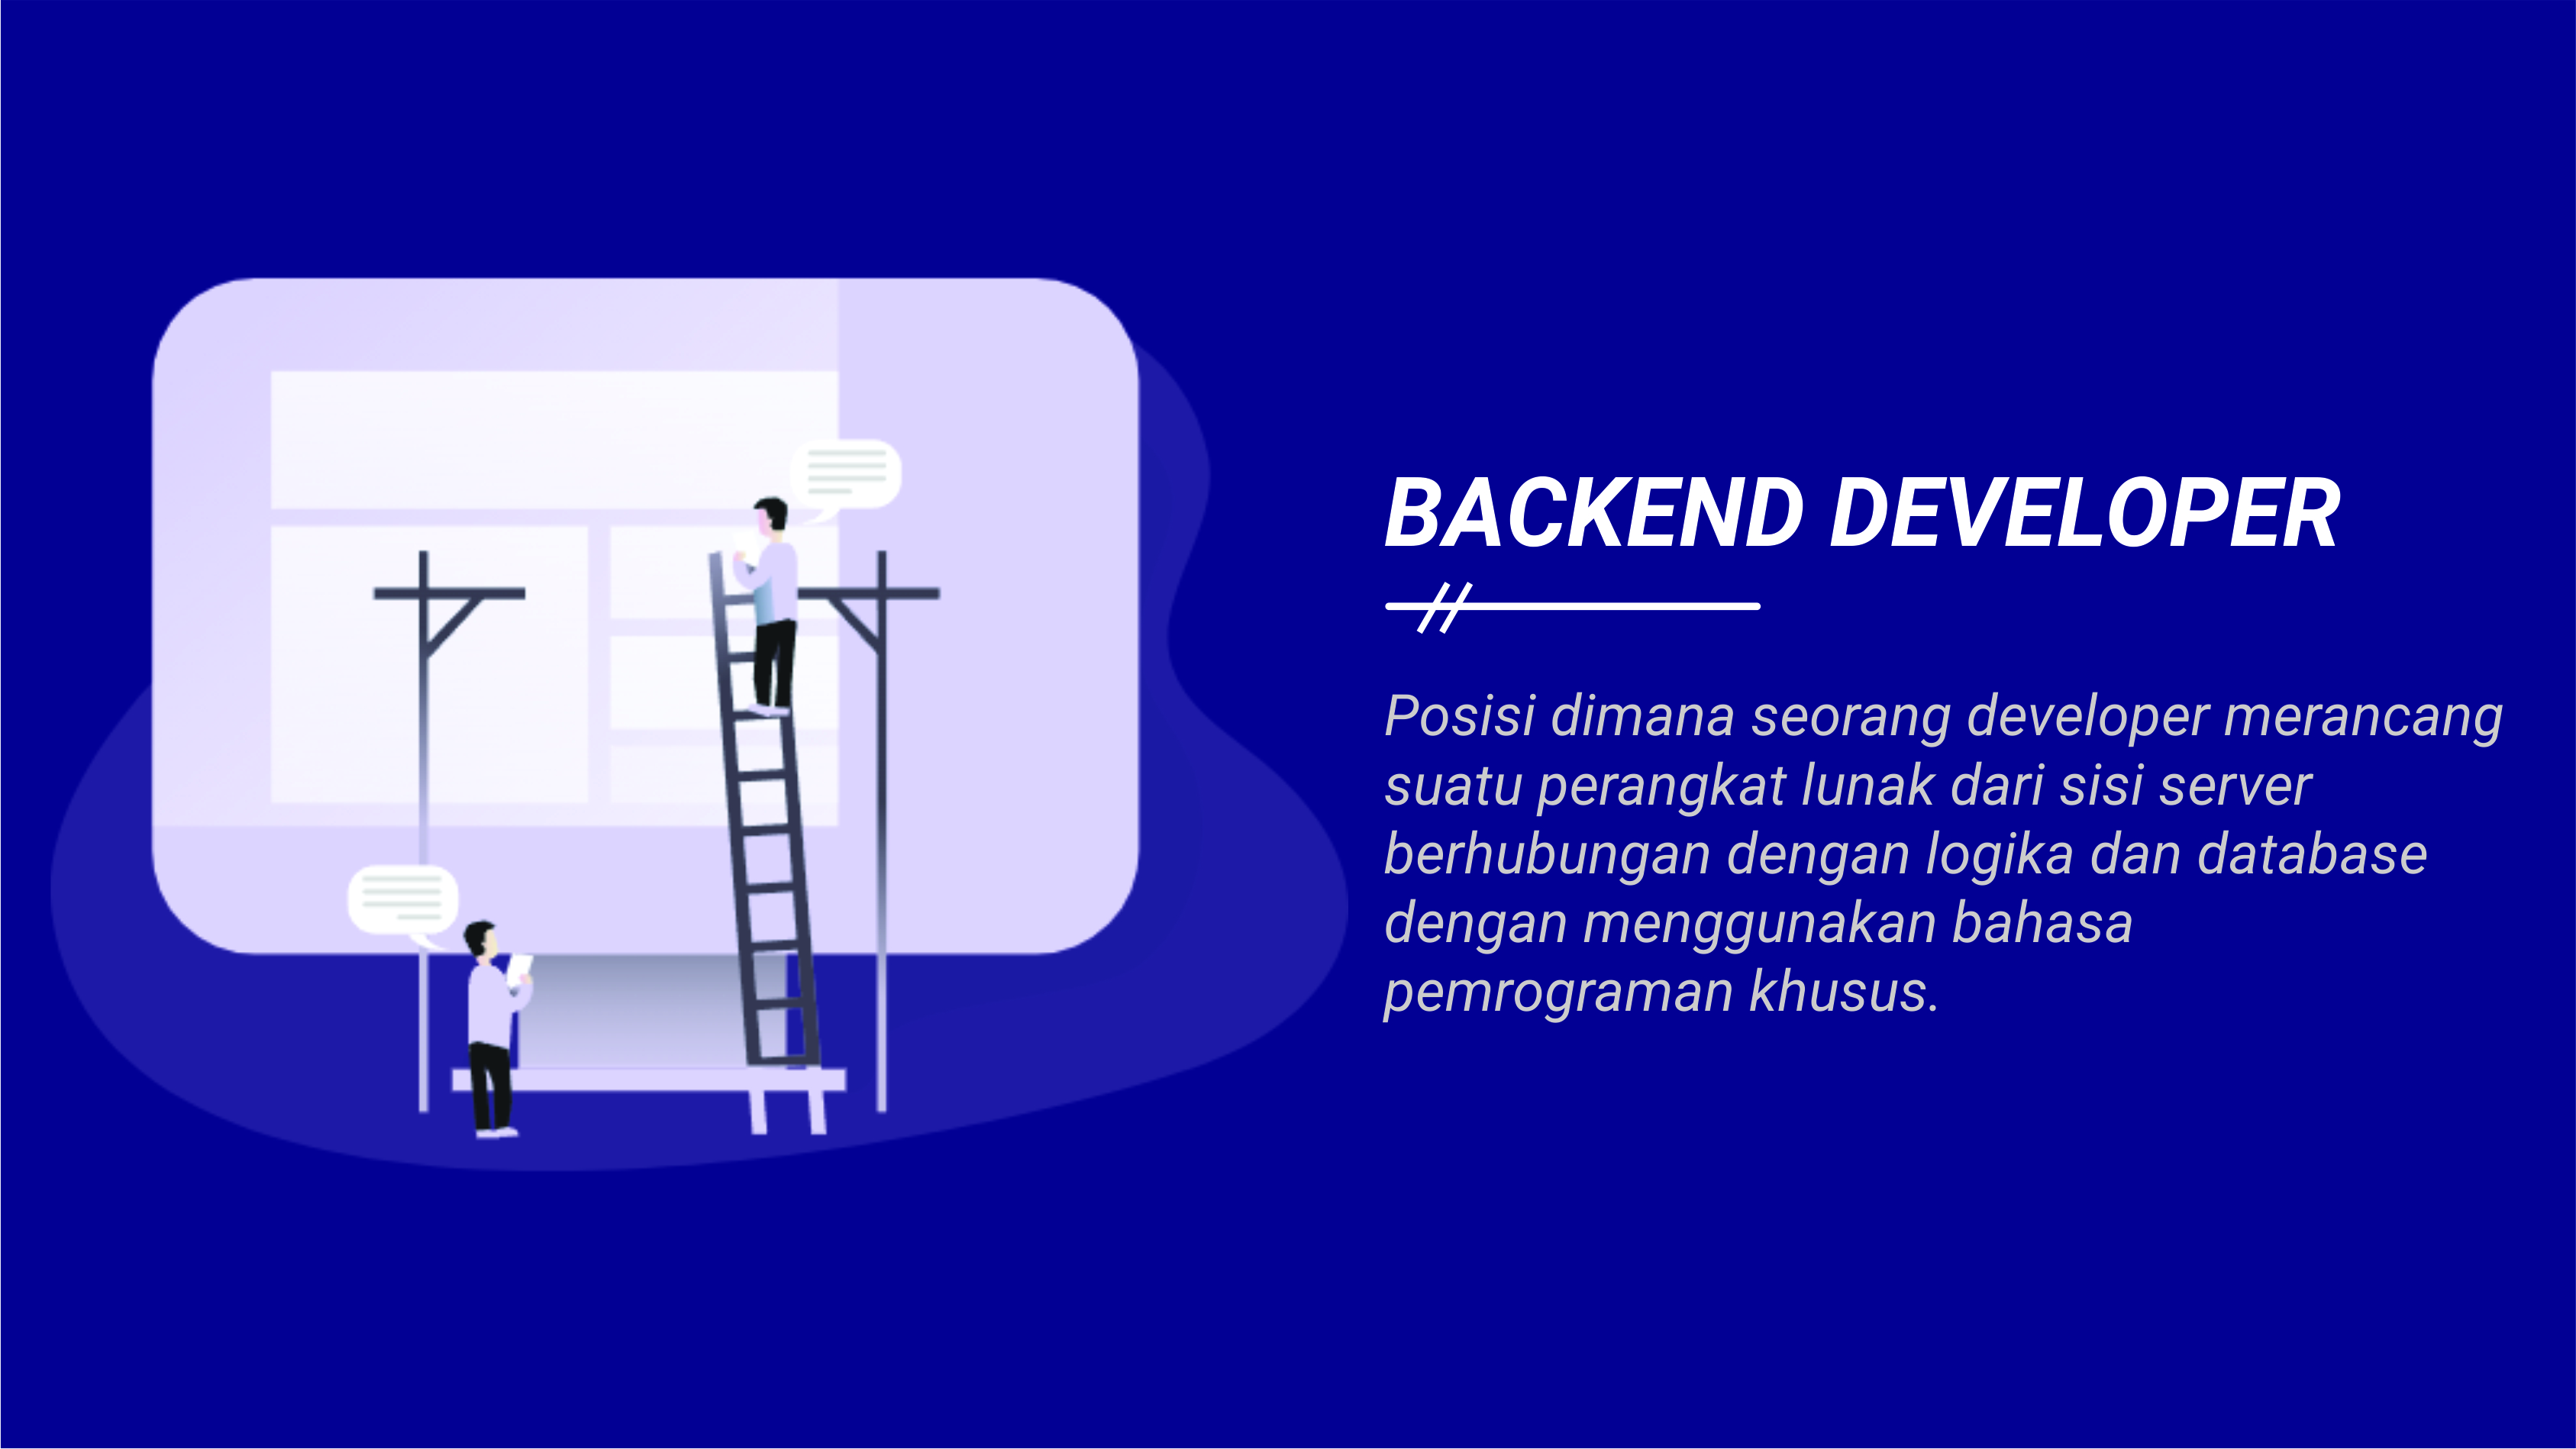 BACKEND DEVELOPER
Posisi dimana seorang developer merancang
suatu perangkat lunak dari sisi server
berhubungan dengan logika dan database
dengan menggunakan bahasa
pemrograman khusus.